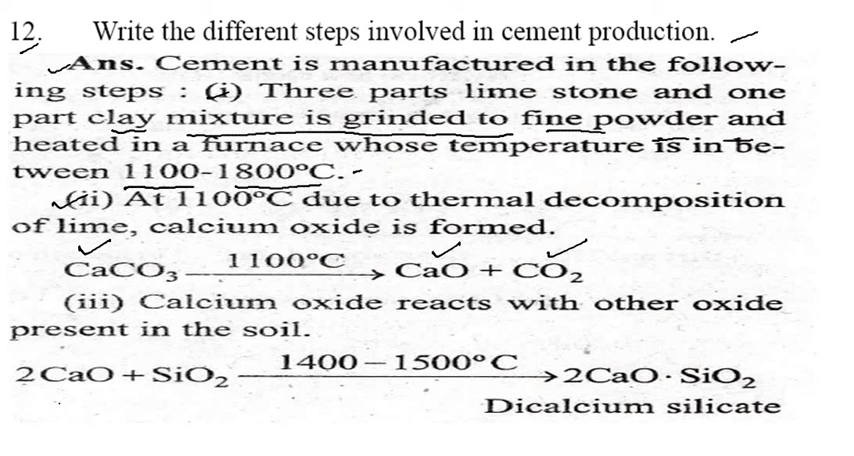 12. Write the different steps involved in cement production.
Ans. Cement is manufactured in the follow-
ing steps : (i) Three parts lime stone and one
part clay mixture is grinded to fine powder and
heated in a furnace whose temperature is in be-
tween 1100-1800°C.
(ii) At 1100°C due to thermal decomposition
of lime, calcium oxide is formed.
CaCO₃ 1100°C → CaO + CO₂
(iii) Calcium oxide reacts with other oxide
present in the soil.
2CaO + SiO₂ 1400 – 1500°C → 2CaO · SiO₂
Dicalcium silicate